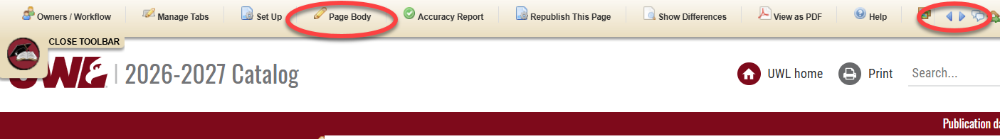 Owners / Workflow Manage Tabs Set Up Page Body Accuracy Report Republish This Page Show Differences View as PDF Help
CLOSE TOOLBAR
UWL 2026-2027 Catalog UWL home Print Search...
Publication